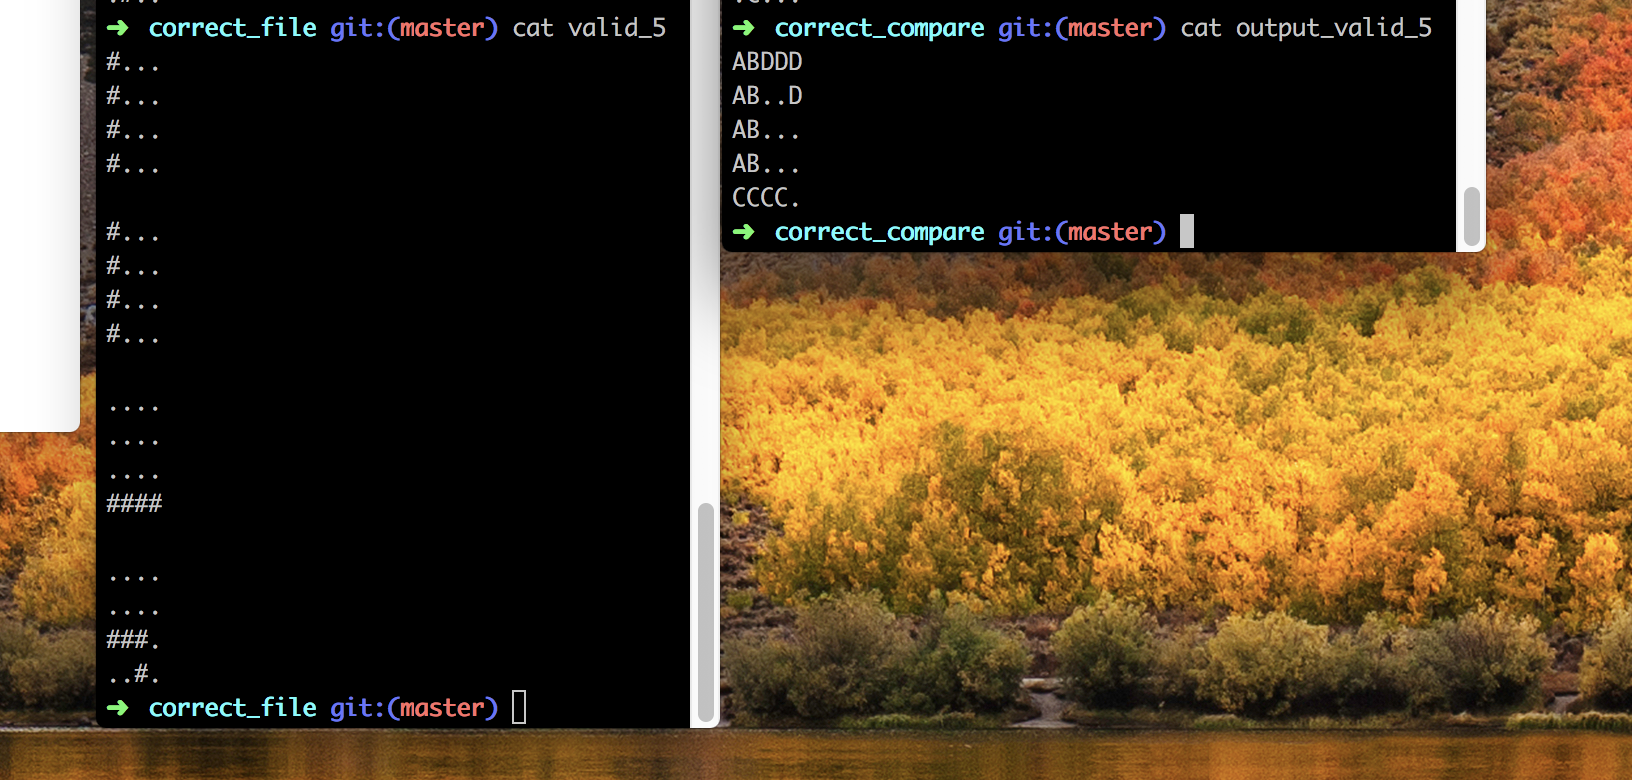 ➜ correct_file git:(master) cat valid_5
#...
#...
#...
#...

#...
#...
#...
#...

....
....
....
####

....
....
###.
..#.
➜ correct_file git:(master)
➜ correct_compare git:(master) cat output_valid_5
ABDDD
AB..D
AB...
AB...
CCCC.
➜ correct_compare git:(master)